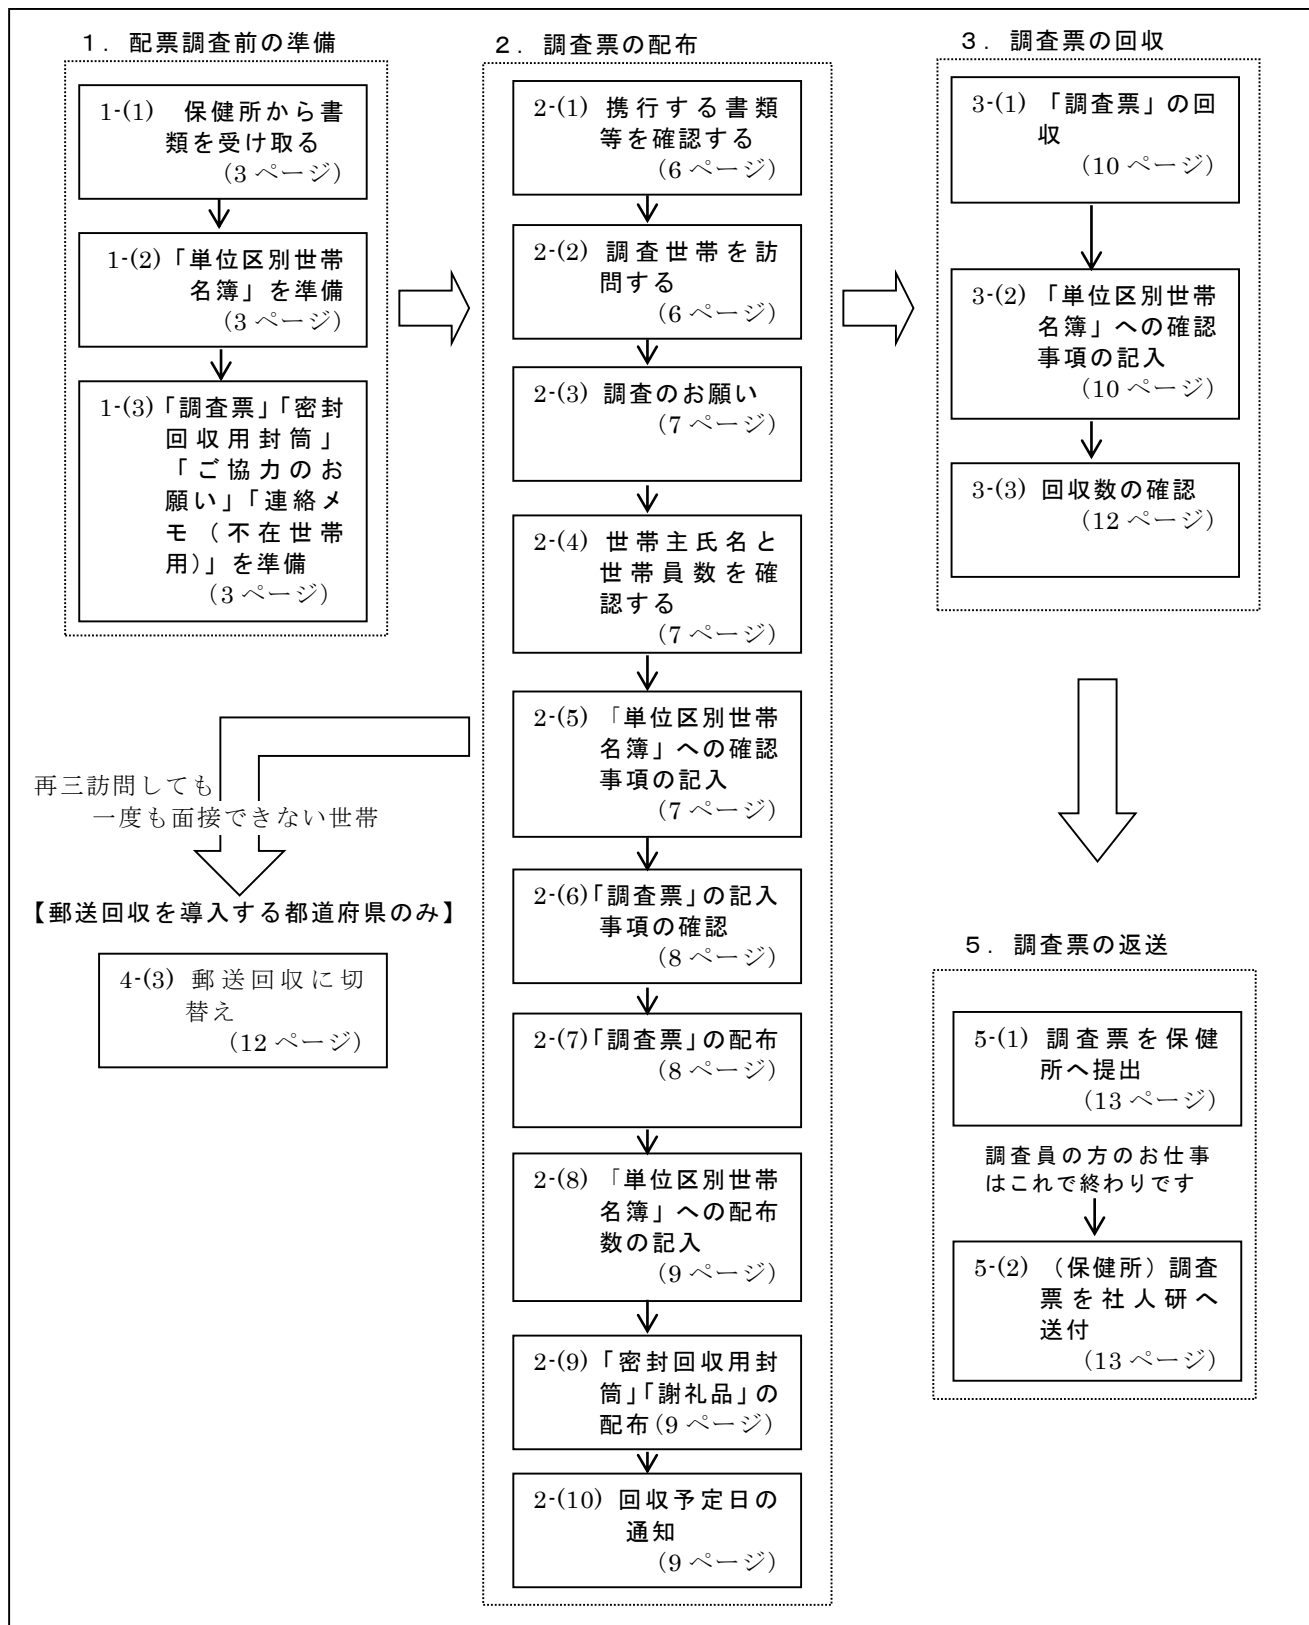 １．配票調査前の準備
1-(1) 保健所から書
類を受け取る
（3 ページ）
1-(2)「単位区別世帯
名簿」を準備
（3 ページ）
1-(3)「調査票」「密封
回収用封筒」
「ご協力のお
願い」「連絡メ
モ（不在世帯
用）」を準備
（3 ページ）
再三訪問しても
一度も面接できない世帯
【郵送回収を導入する都道府県のみ】
4-(3) 郵送回収に切
替え
（12 ページ）
２．調査票の配布
2-(1) 携行する書類
等を確認する
（6 ページ）
2-(2) 調査世帯を訪
問する
（6 ページ）
2-(3) 調査のお願い
（7 ページ）
2-(4) 世帯主氏名と
世帯員数を確
認する
（7 ページ）
2-(5) 「単位区別世帯
名簿」への確認
事項の記入
（7 ページ）
2-(6)「調査票」の記入
事項の確認
（8 ページ）
2-(7)「調査票」の配布
（8 ページ）
2-(8) 「単位区別世帯
名簿」への配布
数の記入
（9 ページ）
2-(9)「密封回収用封
筒」「謝礼品」の
配布（9 ページ）
2-(10) 回収予定日の
通知
（9 ページ）
３．調査票の回収
3-(1) 「調査票」の回
収
（10 ページ）
3-(2) 「単位区別世帯
名簿」への確認
事項の記入
（10 ページ）
3-(3) 回収数の確認
（12 ページ）
５．調査票の返送
5-(1) 調査票を保健
所へ提出
（13 ページ）
調査員の方のお仕事
はこれで終わりです
5-(2) （保健所）調査
票を社人研へ
送付
（13 ページ）